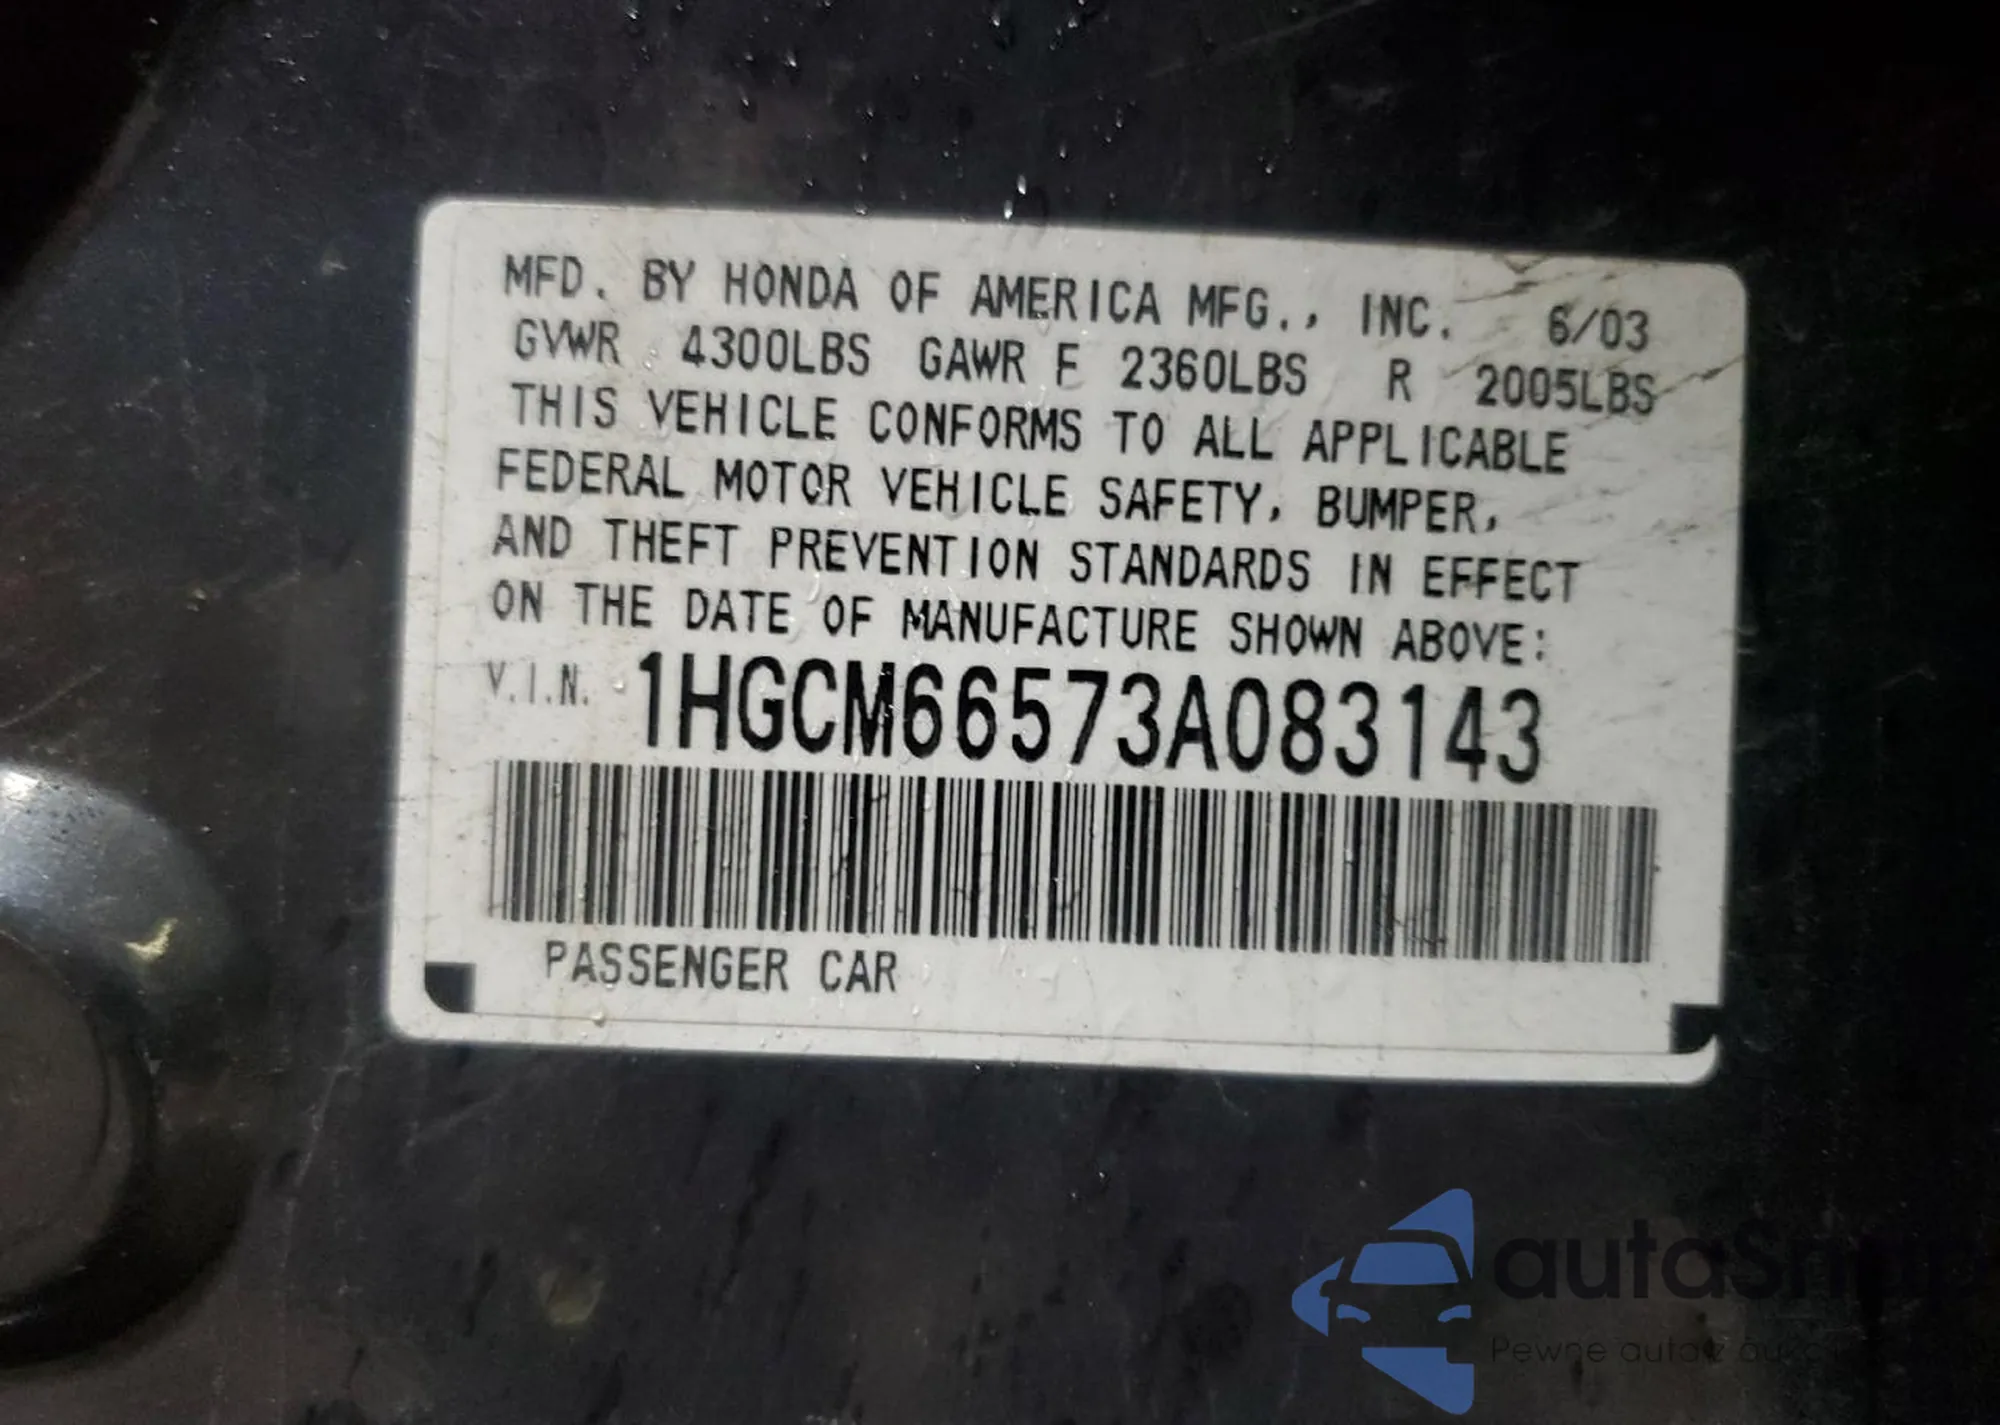 MFD. BY HONDA OF AMERICA MFG., INC. 6/03
GVWR 4300LBS GAWR F 2360LBS R 2005LBS
THIS VEHICLE CONFORMS TO ALL APPLICABLE
FEDERAL MOTOR VEHICLE SAFETY, BUMPER,
AND THEFT PREVENTION STANDARDS IN EFFECT
ON THE DATE OF MANUFACTURE SHOWN ABOVE:
V.I.N. 1HGCM66573A083143
PASSENGER CAR
Pewne auta z